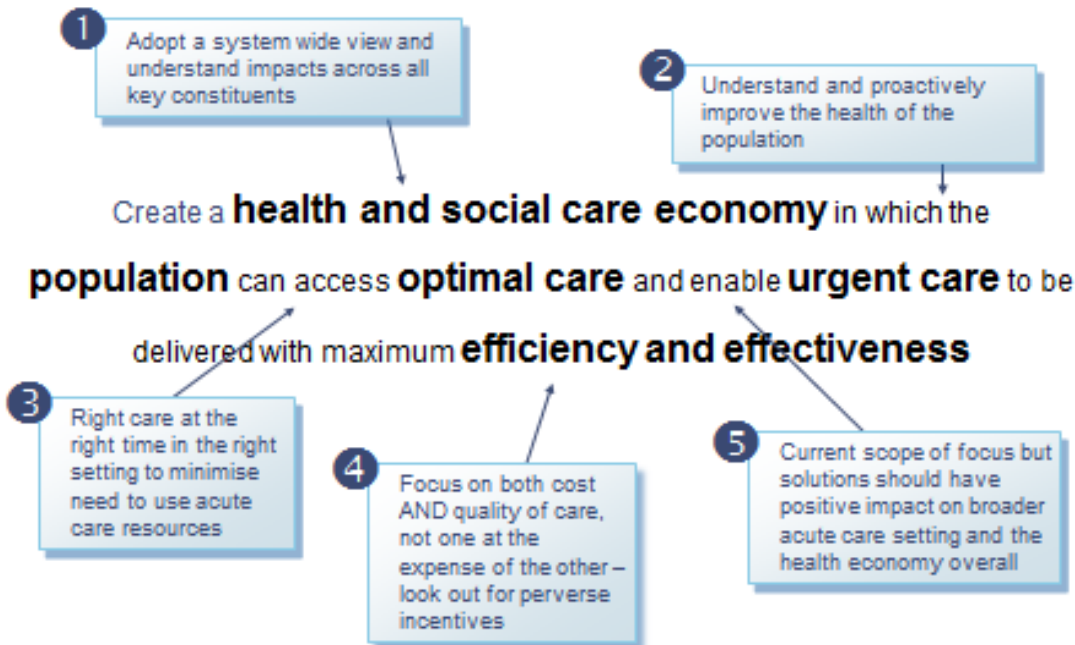 1
Adopt a system wide view and
understand impacts across all
key constituents
2
Understand and proactively
improve the health of the
population
Create a health and social care economy in which the
population can access optimal care and enable urgent care to be
delivered with maximum efficiency and effectiveness
3
Right care at the
right time in the right
setting to minimise
need to use acute
care resources
4
Focus on both cost
AND quality of care,
not one at the
expense of the other –
look out for perverse
incentives
5
Current scope of focus but
solutions should have
positive impact on broader
acute care setting and the
health economy overall